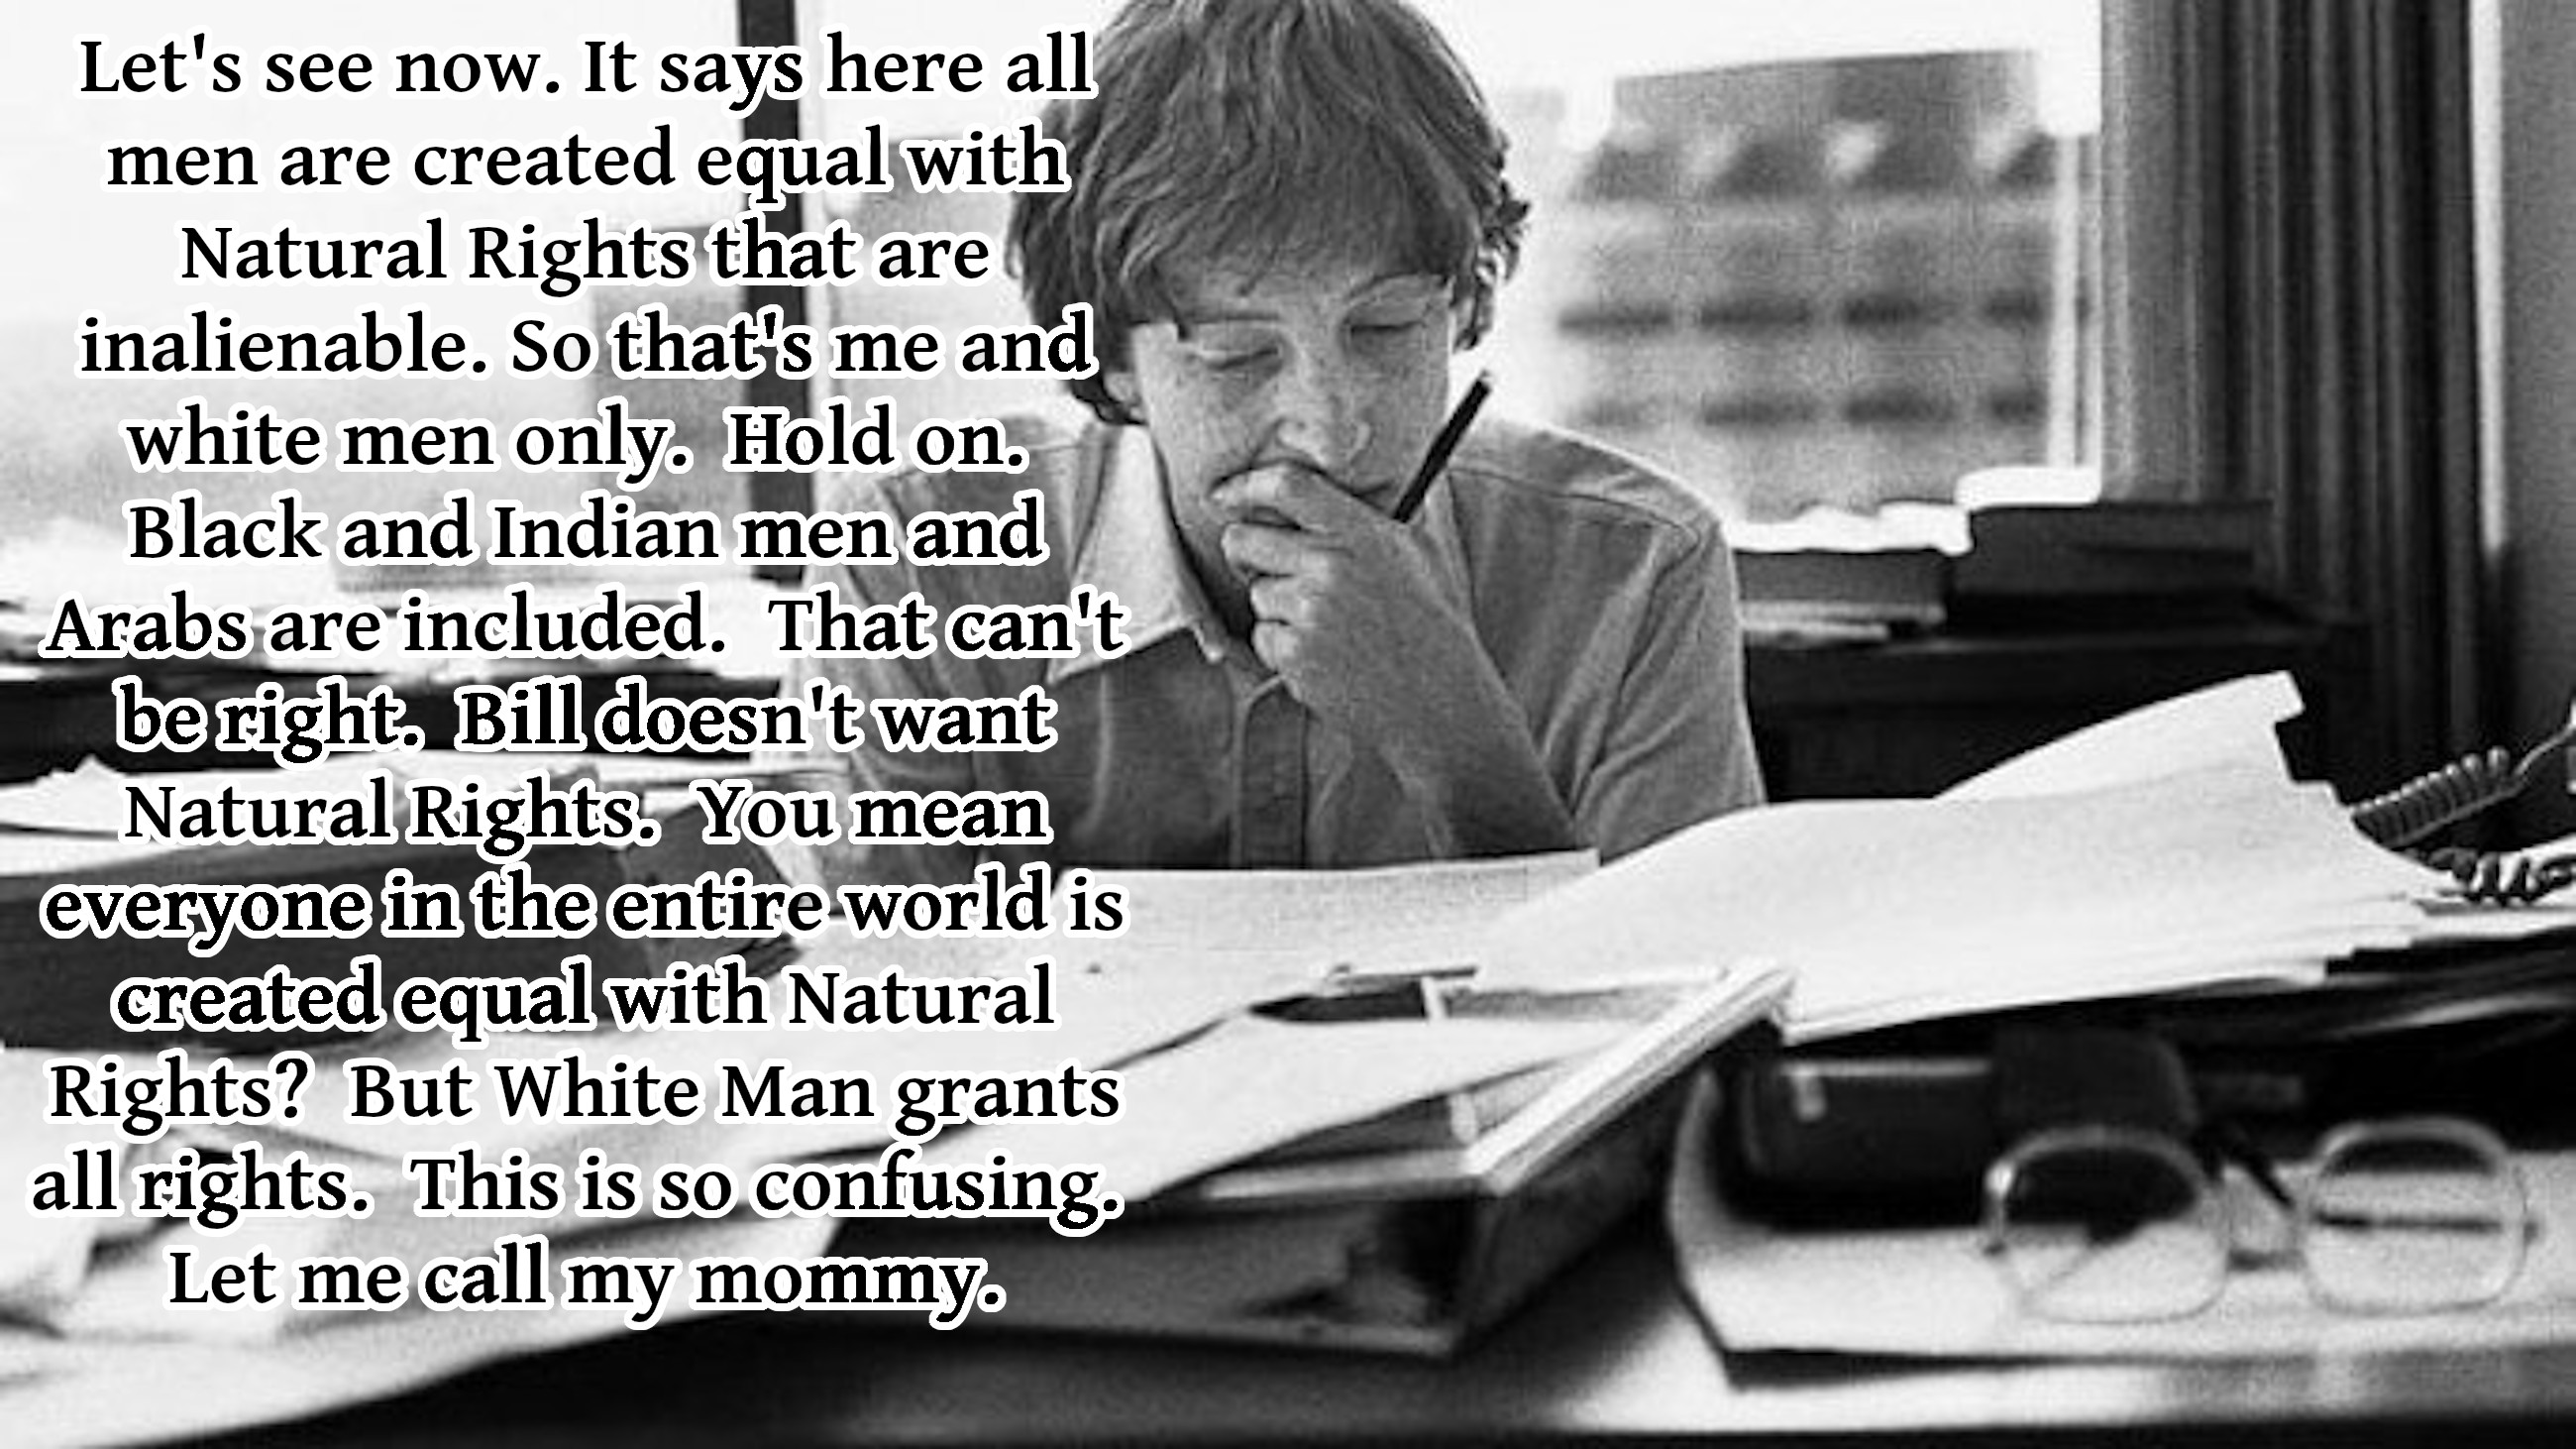 Let's see now. It says here all
men are created equal with
Natural Rights that are
inalienable. So that's me and
white men only.  Hold on.
Black and Indian men and
Arabs are included.  That can't
be right.  Bill doesn't want
Natural Rights.  You mean
everyone in the entire world is
created equal with Natural
Rights?  But White Man grants
all rights.  This is so confusing.
Let me call my mommy.